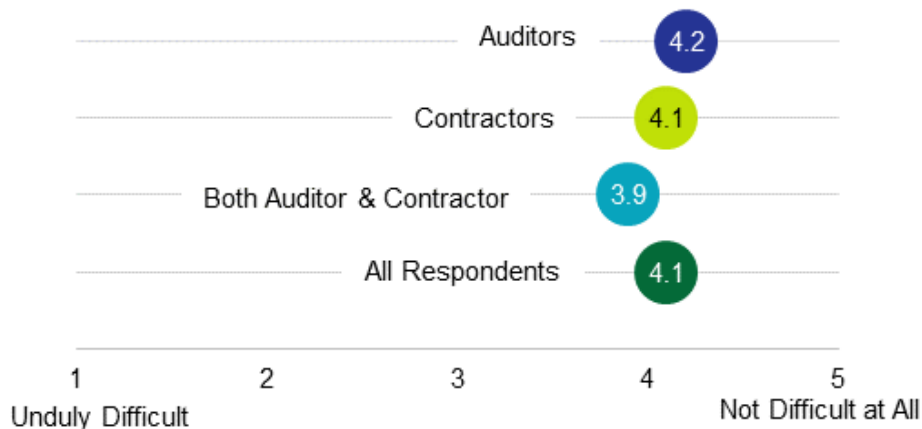 Auditors 4.2
Contractors 4.1
Both Auditor & Contractor 3.9
All Respondents 4.1
1 2 3 4 5
Unduly Difficult Not Difficult at All